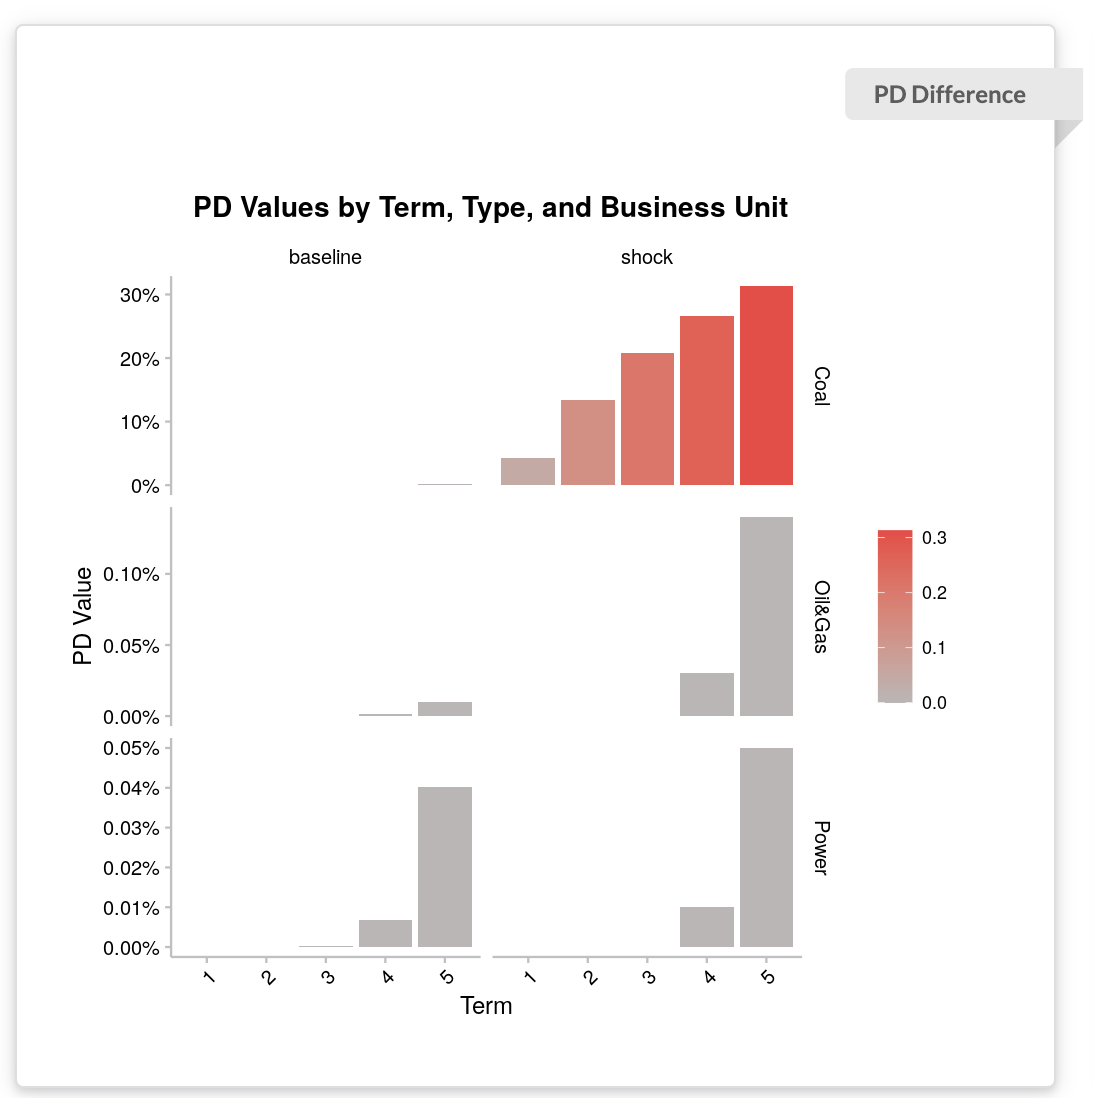 PD Difference
PD Values by Term, Type, and Business Unit
baseline
shock
30%
20%
10%
0%
Coal
PD Value
0.10%
0.05%
0.00%
Oil&Gas
0.3
0.2
0.1
0.0
0.05%
0.04%
0.03%
0.02%
0.01%
0.00%
Power
1 2 3 4 5 1 2 3 4 5
Term